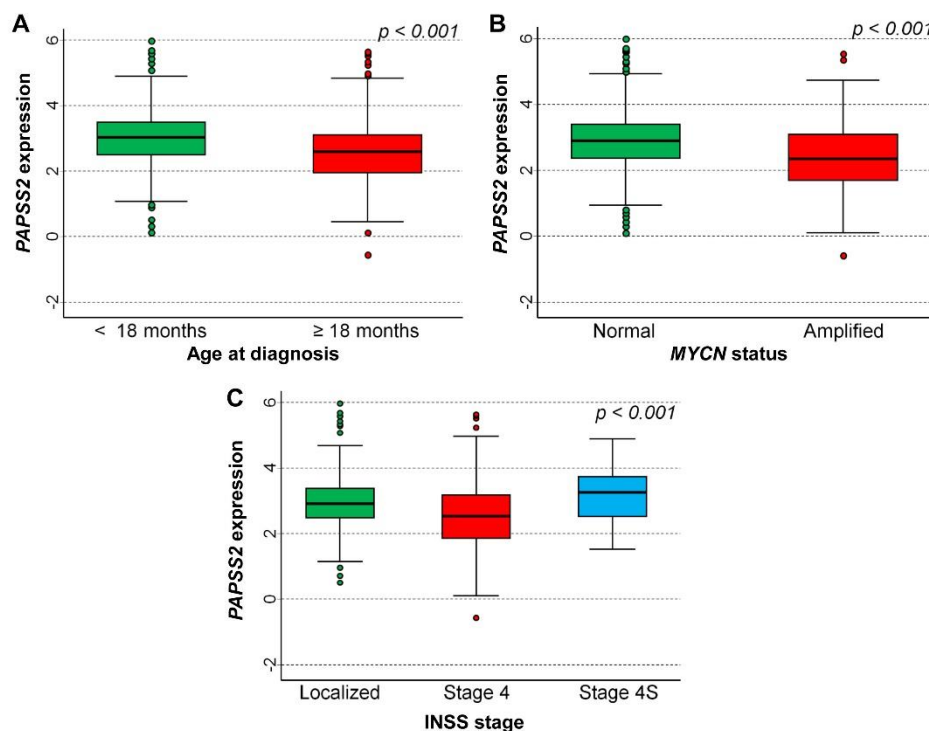 A
p < 0.001
PAPSS2 expression
6
4
2
0
-2
< 18 months
≥ 18 months
Age at diagnosis
B
p < 0.001
PAPSS2 expression
6
4
2
0
-2
Normal
Amplified
MYCN status
C
p < 0.001
PAPSS2 expression
6
4
2
0
-2
Localized
Stage 4
Stage 4S
INSS stage